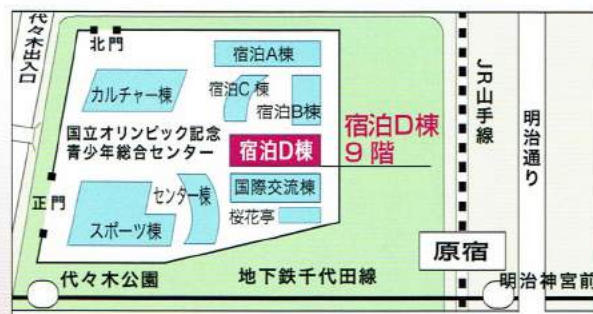 代々木出入口
北門
宿泊A棟
カルチャー棟
宿泊C棟
宿泊B棟
国立オリンピック記念
青少年総合センター
宿泊D棟
宿泊D棟
9階
JR山手線
明治通り
正門
センター棟
国際交流棟
スポーツ棟
桜花亭
原宿
代々木公園
地下鉄千代田線
明治神宮前